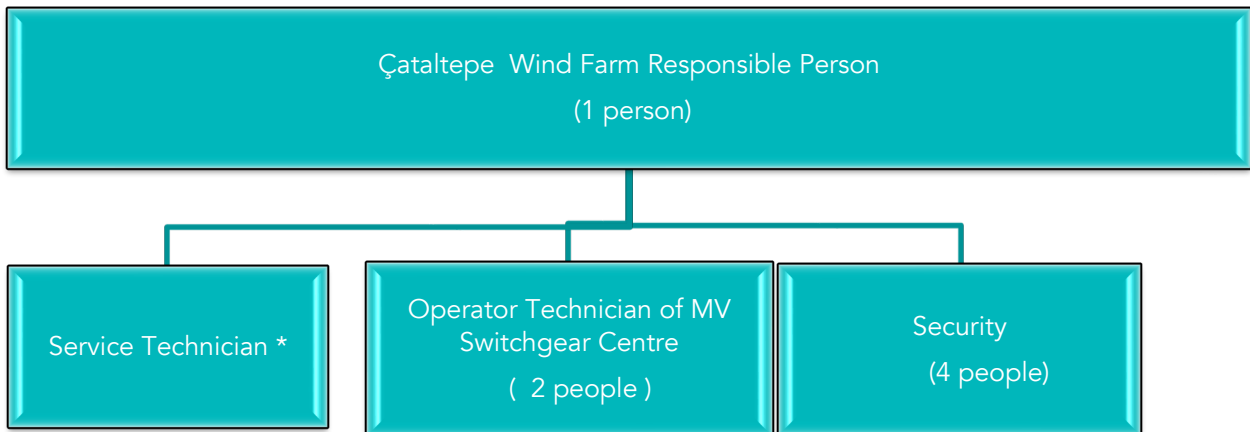 Çataltepe  Wind Farm Responsible Person
(1 person)
Service Technician *
Operator Technician of MV
Switchgear Centre
(  2 people )
Security
(4 people)